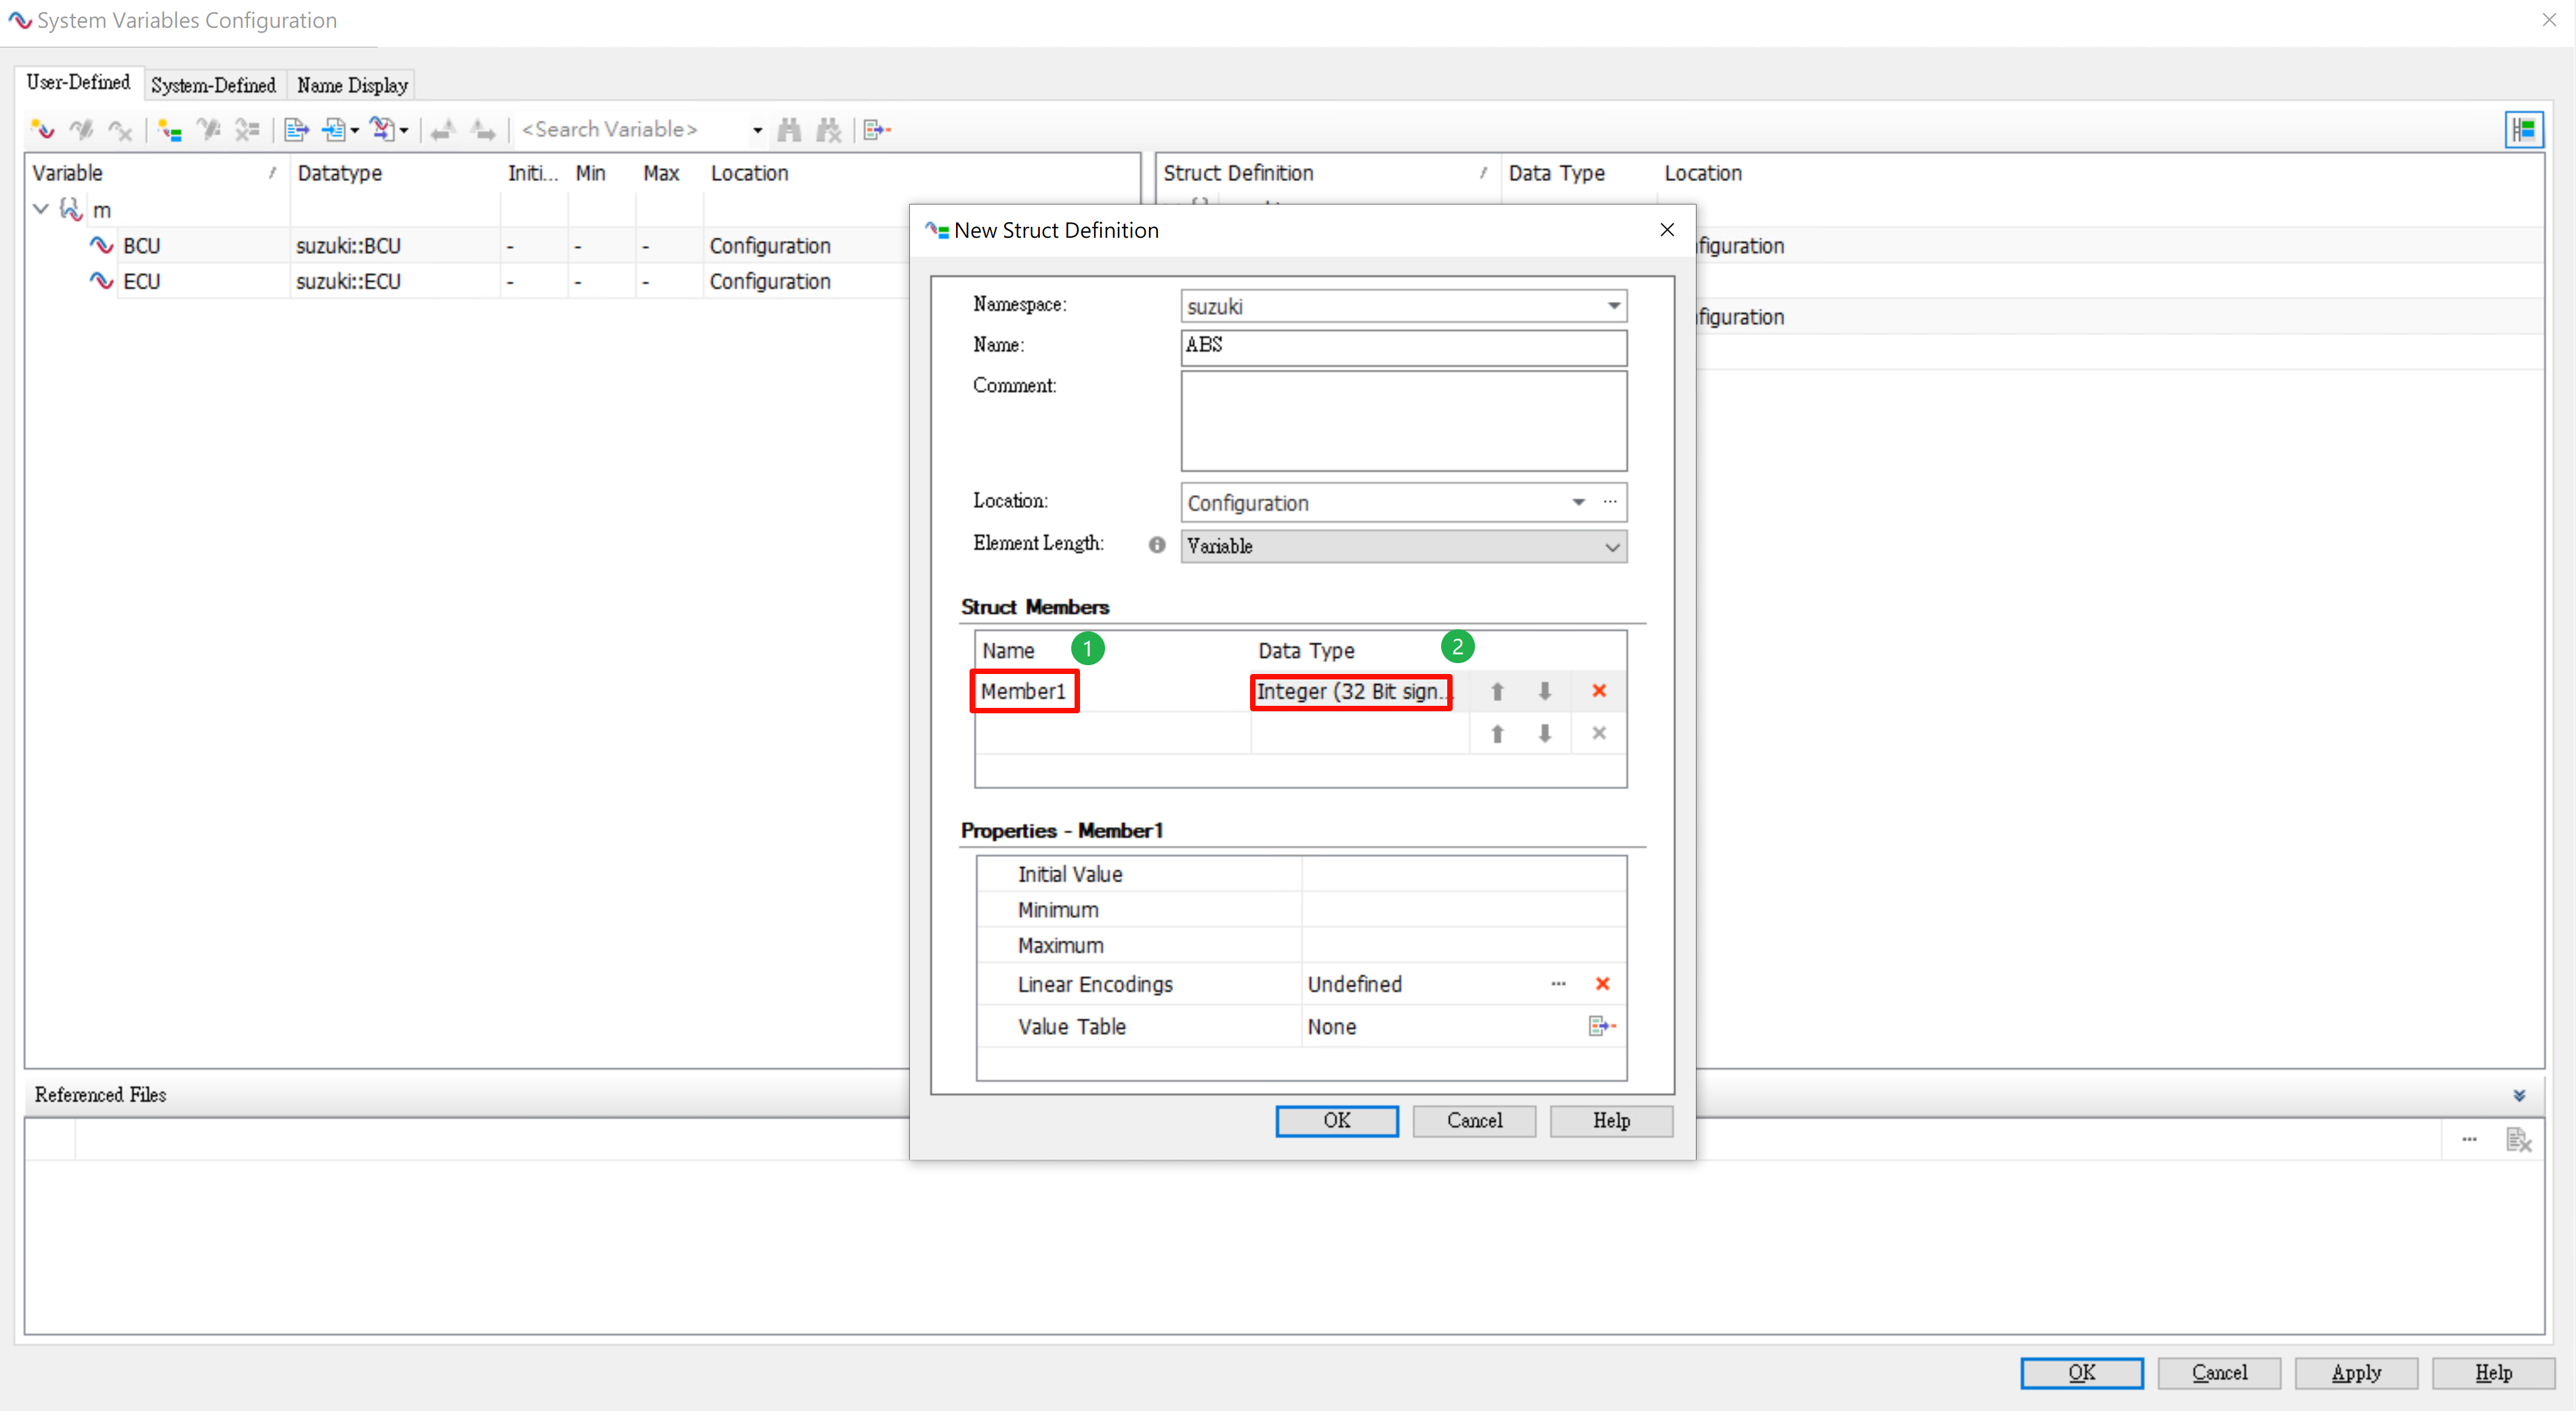 System Variables Configuration
User-Defined System-Defined Name Display
<Search Variable>
Variable Datatype Initi... Min Max Location
m
BCU suzuki::BCU - - - Configuration
ECU suzuki::ECU - - - Configuration
Struct Definition Data Type Location
figuration
figuration
New Struct Definition
Namespace: suzuki
Name: ABS
Comment:
Location: Configuration ...
Element Length: Variable
Struct Members
Name 1 Data Type 2
Member1 Integer (32 Bit sign...
Properties - Member1
Initial Value
Minimum
Maximum
Linear Encodings Undefined ...
Value Table None
OK Cancel Help
Referenced Files
...
OK Cancel Apply Help